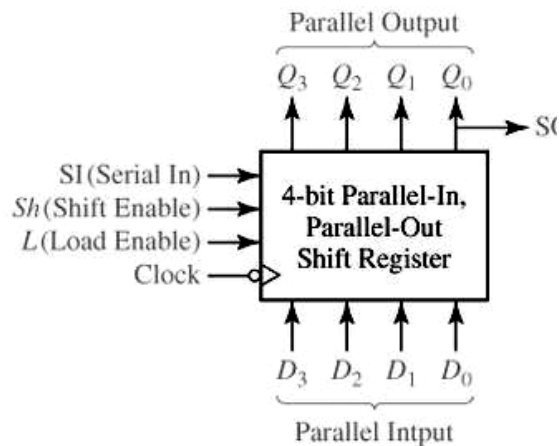 Parallel Output
Q3 Q2 Q1 Q0
SI (Serial In)
Sh (Shift Enable)
L (Load Enable)
Clock
4-bit Parallel-In,
Parallel-Out
Shift Register
D3 D2 D1 D0
Parallel Intput